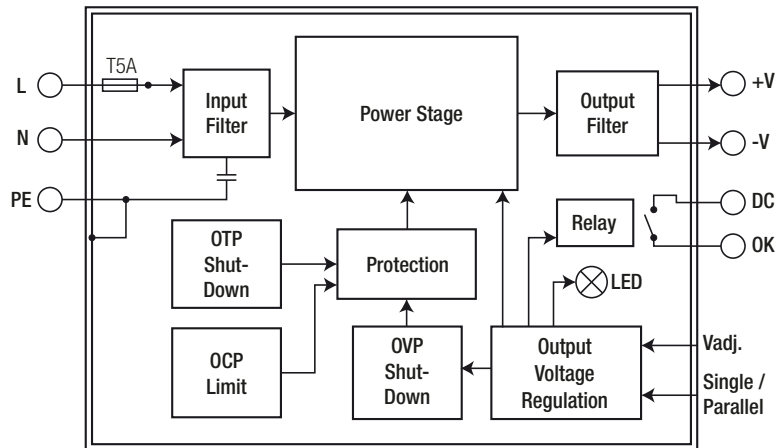 T5A
L
N
PE
Input
Filter
Power Stage
Output
Filter
+V
-V
DC
OK
Relay
LED
OTP
Shut-
Down
Protection
OCP
Limit
OVP
Shut-
Down
Output
Voltage
Regulation
Vadj.
Single /
Parallel